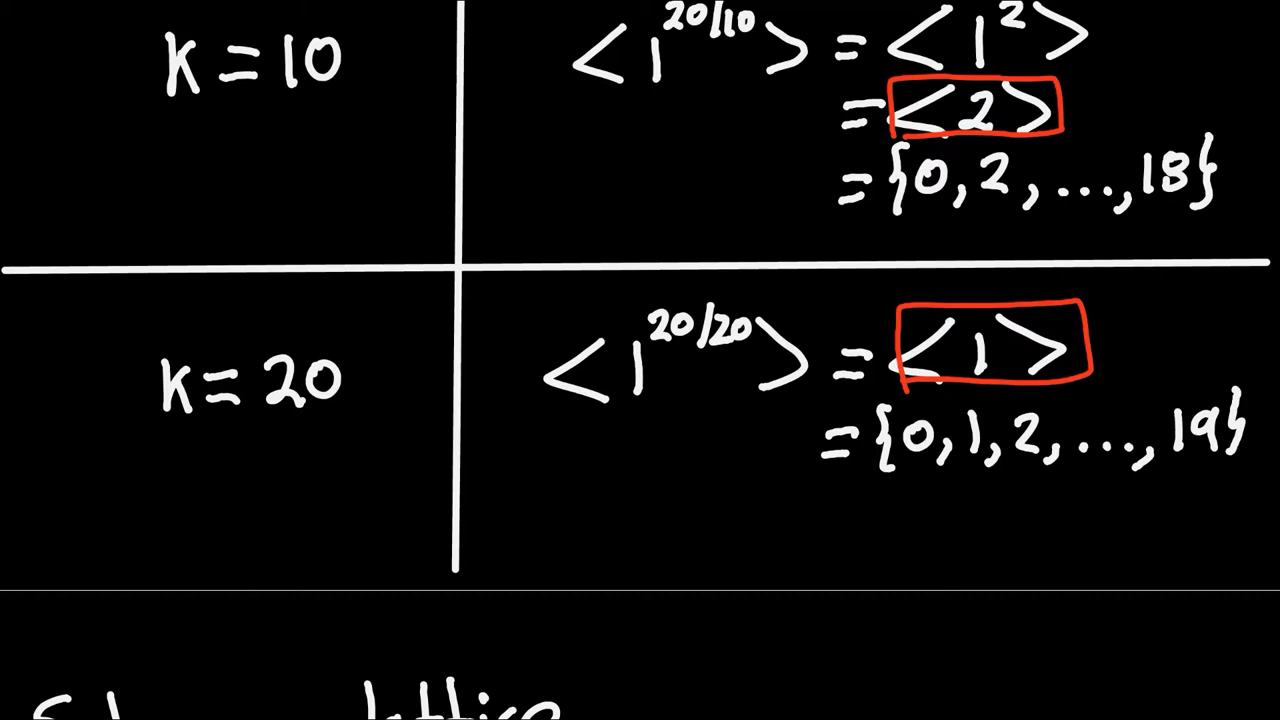 k = 10 <1^20/10> = <1^2>
= <2>
= {0, 2, ..., 18}
k = 20 <1^20/20> = <1>
= {0, 1, 2, ..., 19}